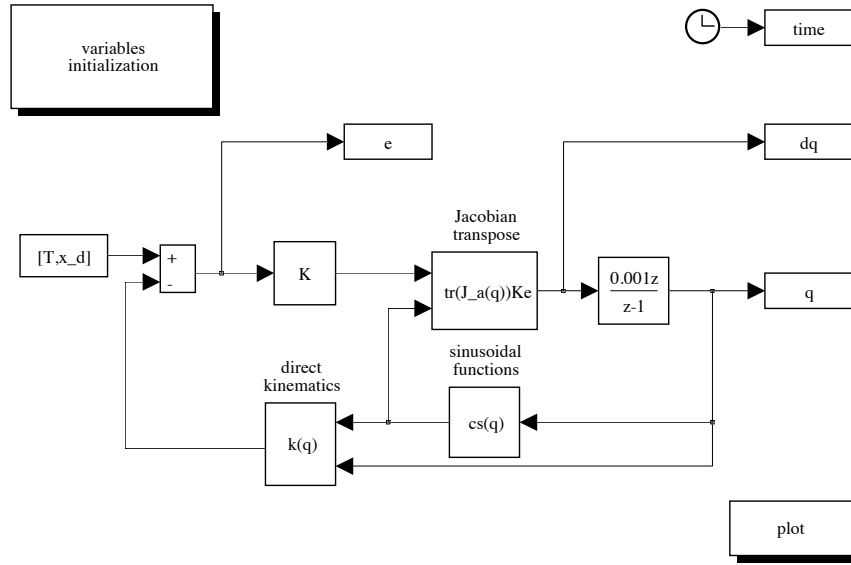 variables
initialization
time
e
dq
Jacobian
transpose
[T,x_d]
+
-
K
tr(J_a(q))Ke
0.001z
z-1
q
direct
kinematics
sinusoidal
functions
k(q)
cs(q)
plot